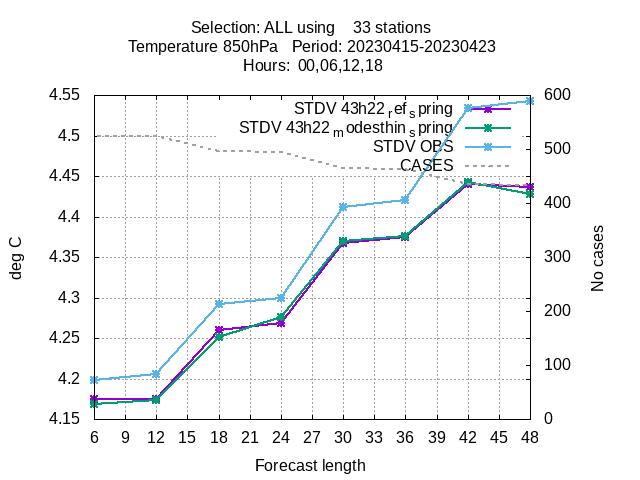 Selection: ALL using    33 stations
Temperature 850hPa   Period: 20230415-20230423
Hours:  00,06,12,18
4.55
600
STDV 43h22_ref_spring
STDV 43h22_modesthin_spring
STDV OBS
CASES
4.5
500
4.45
4.4
400
4.35
300
4.3
200
4.25
4.2
100
4.15
0
deg C
No cases
6 9 12 15 18 21 24 27 30 33 36 39 42 45 48
Forecast length